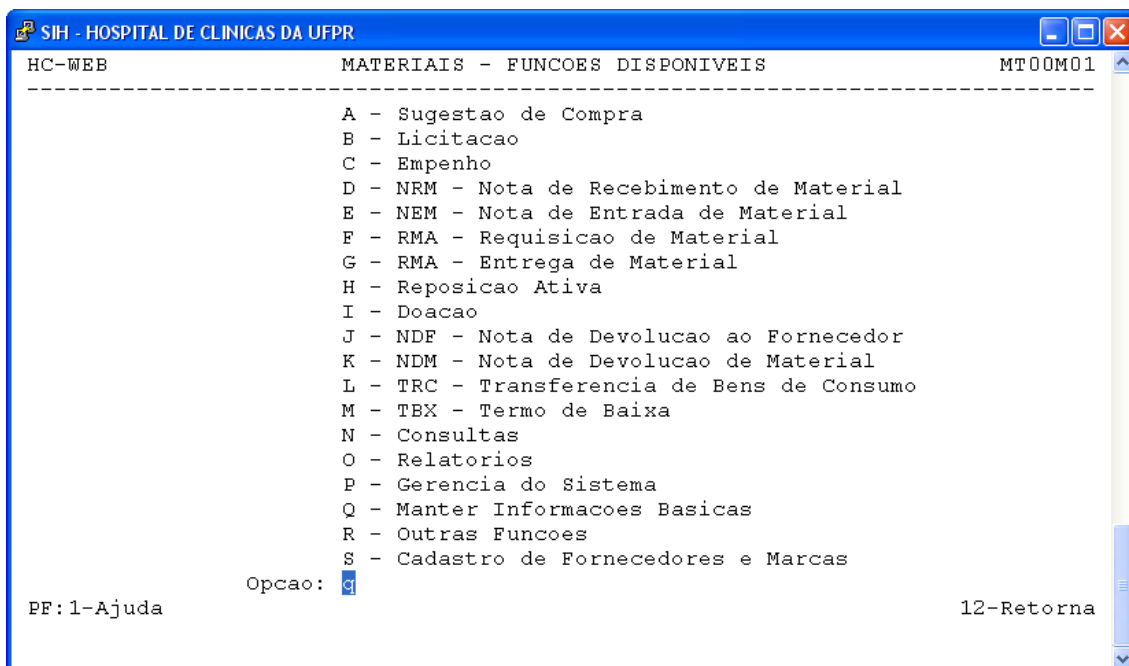 SIH - HOSPITAL DE CLINICAS DA UFPR
HC-WEB MATERIAIS - FUNCOES DISPONIVEIS MT00M01
------------------------------------------------------------------------------
A - Sugestao de Compra
B - Licitacao
C - Empenho
D - NRM - Nota de Recebimento de Material
E - NEM - Nota de Entrada de Material
F - RMA - Requisicao de Material
G - RMA - Entrega de Material
H - Reposicao Ativa
I - Doacao
J - NDF - Nota de Devolucao ao Fornecedor
K - NDM - Nota de Devolucao de Material
L - TRC - Transferencia de Bens de Consumo
M - TBX - Termo de Baixa
N - Consultas
O - Relatorios
P - Gerencia do Sistema
Q - Manter Informacoes Basicas
R - Outras Funcoes
S - Cadastro de Fornecedores e Marcas
Opcao: q
PF:1-Ajuda 12-Retorna